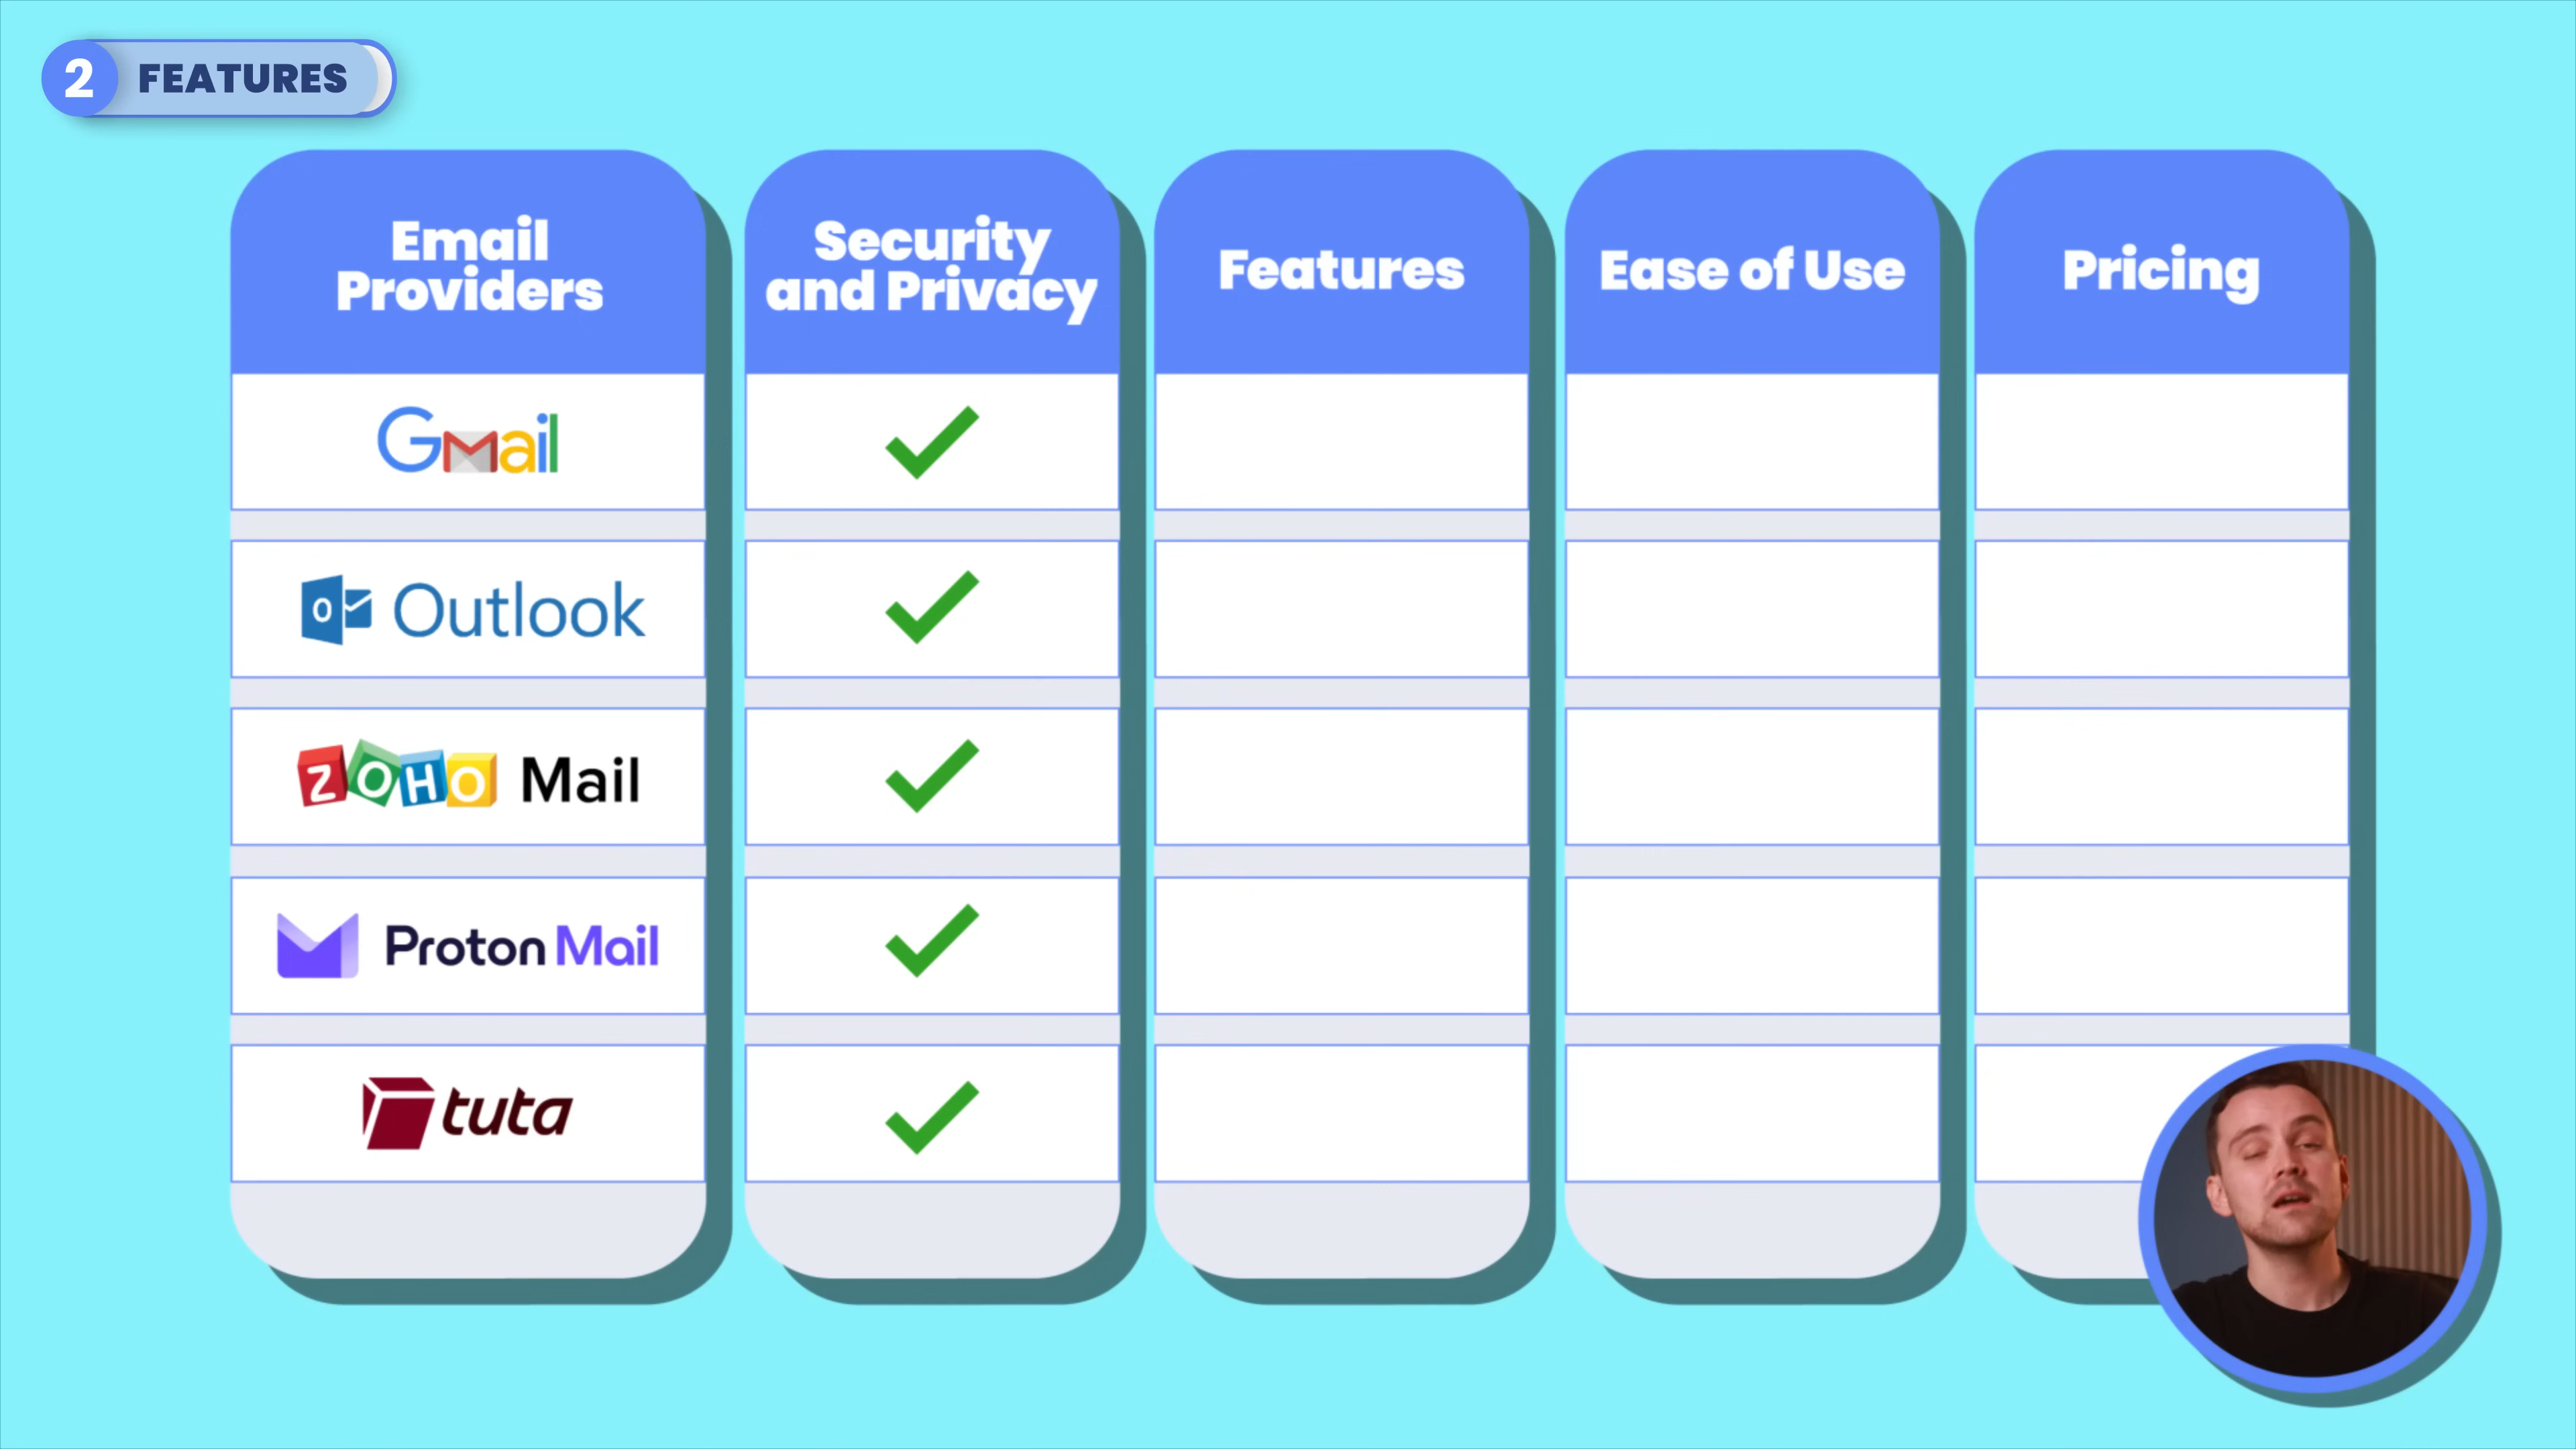 2 FEATURES
Email
Providers
Security
and Privacy
Features
Ease of Use
Pricing
Gmail
Outlook
ZOHO Mail
Proton Mail
tuta